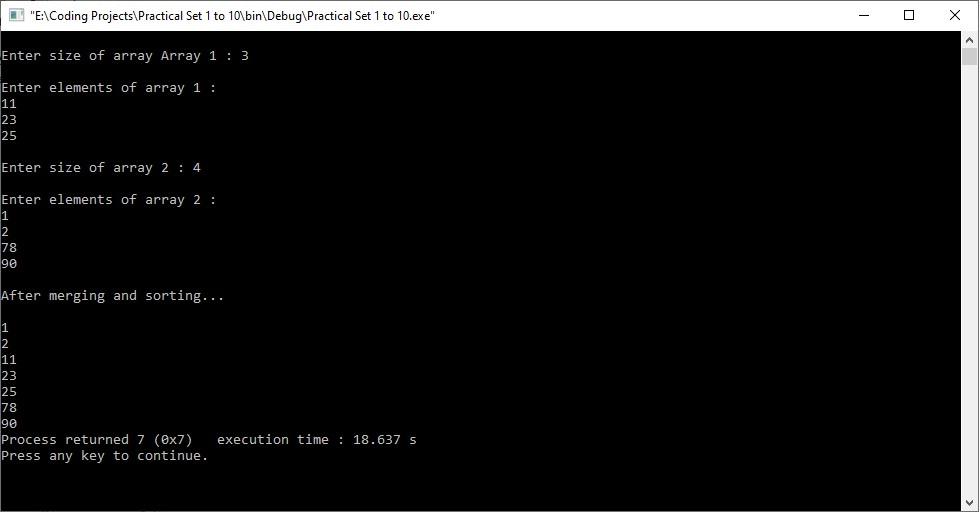 "E:\Coding Projects\Practical Set 1 to 10\bin\Debug\Practical Set 1 to 10.exe"
Enter size of array Array 1 : 3
Enter elements of array 1 :
11
23
25
Enter size of array 2 : 4
Enter elements of array 2 :
1
2
78
90
After merging and sorting...
1
2
11
23
25
78
90
Process returned 7 (0x7)   execution time : 18.637 s
Press any key to continue.